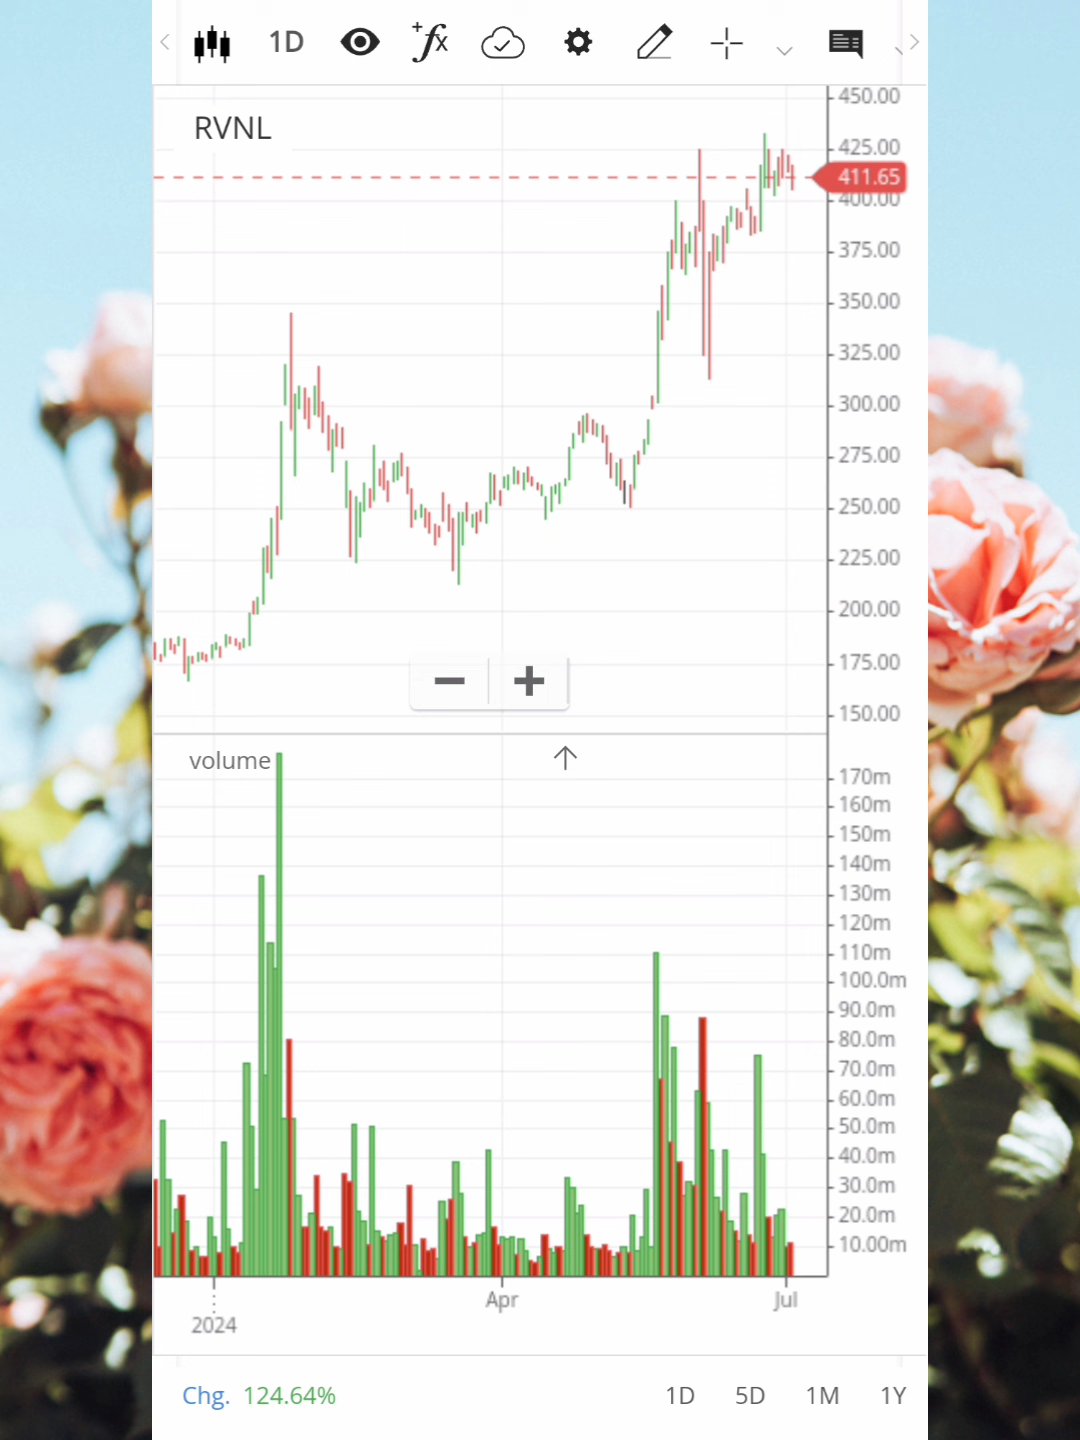 1D
+fx
RVNL
450.00
425.00
411.65
400.00
375.00
350.00
325.00
300.00
275.00
250.00
225.00
200.00
175.00
150.00
volume
170m
160m
150m
140m
130m
120m
110m
100.0m
90.0m
80.0m
70.0m
60.0m
50.0m
40.0m
30.0m
20.0m
10.00m
Apr
Jul
2024
Chg. 124.64% 1D 5D 1M 1Y